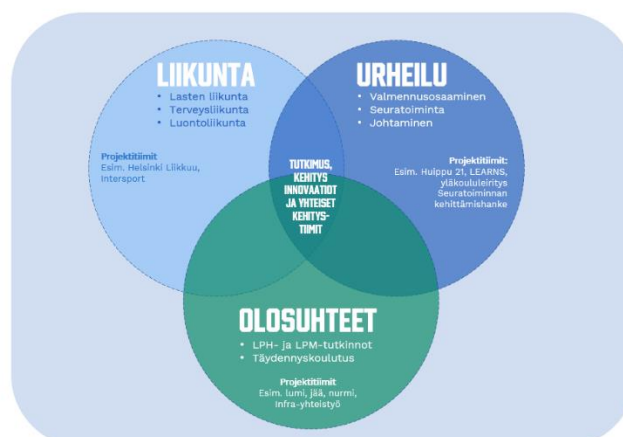 LIIKUNTA
• Lasten liikunta
• Terveysliikunta
• Luontoliikunta
Projektitiimit
Esim. Helsinki Liikkuu,
Intersport
URHEILU
• Valmennusosaaminen
• Seuratoiminta
• Johtaminen
Projektitiimit:
Esim. Huippu 21, LEARNS,
yläkoululeiritys
Seuratoiminnan
kehittämishanke
TUTKIMUS,
KEHITYS
INNOVAATIOT
JA YHTEISET
KEHITYS-
TIIMIT
OLOSUHTEET
• LPH- ja LPM-tutkinnot
• Täydennyskoulutus
Projektitiimit
Esim. lumi, jää, nurmi,
Infra-yhteistyö